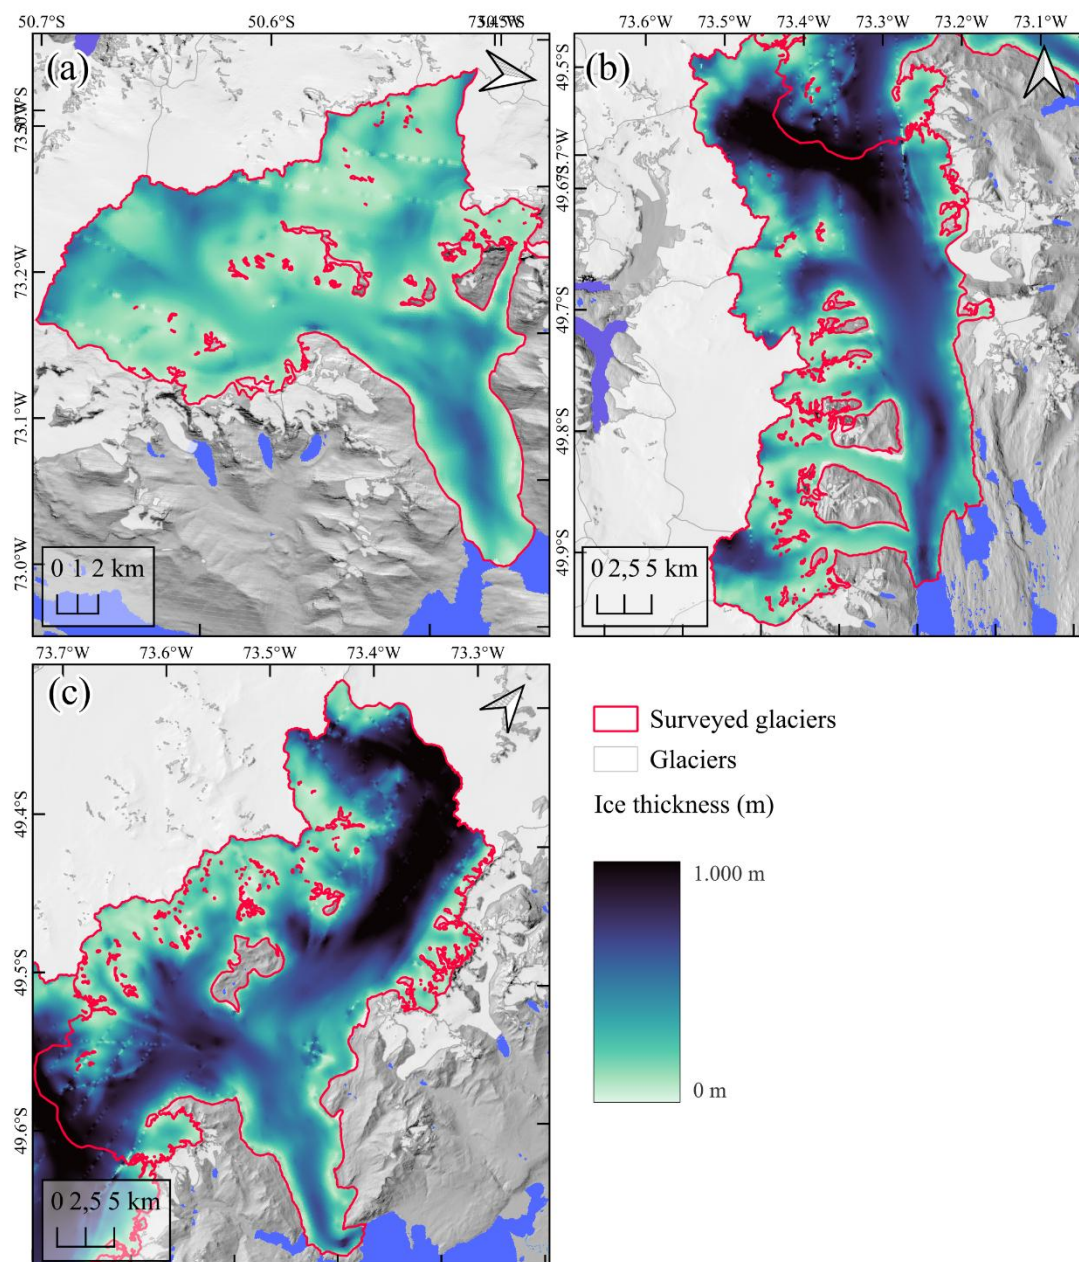 50.7°S 50.6°S
(a)
73.2°W
73.1°W
73.0°W
0 1 2 km
73.6°W 73.5°W 73.4°W 73.3°W 73.2°W 73.1°W
(b)
49.5°S
49.7°S
49.8°S
49.9°S
0 2,5 5 km
73.7°W 73.6°W 73.5°W 73.4°W 73.3°W
(c)
49.4°S
49.5°S
49.6°S
0 2,5 5 km
Surveyed glaciers
Glaciers
Ice thickness (m)
1.000 m
0 m